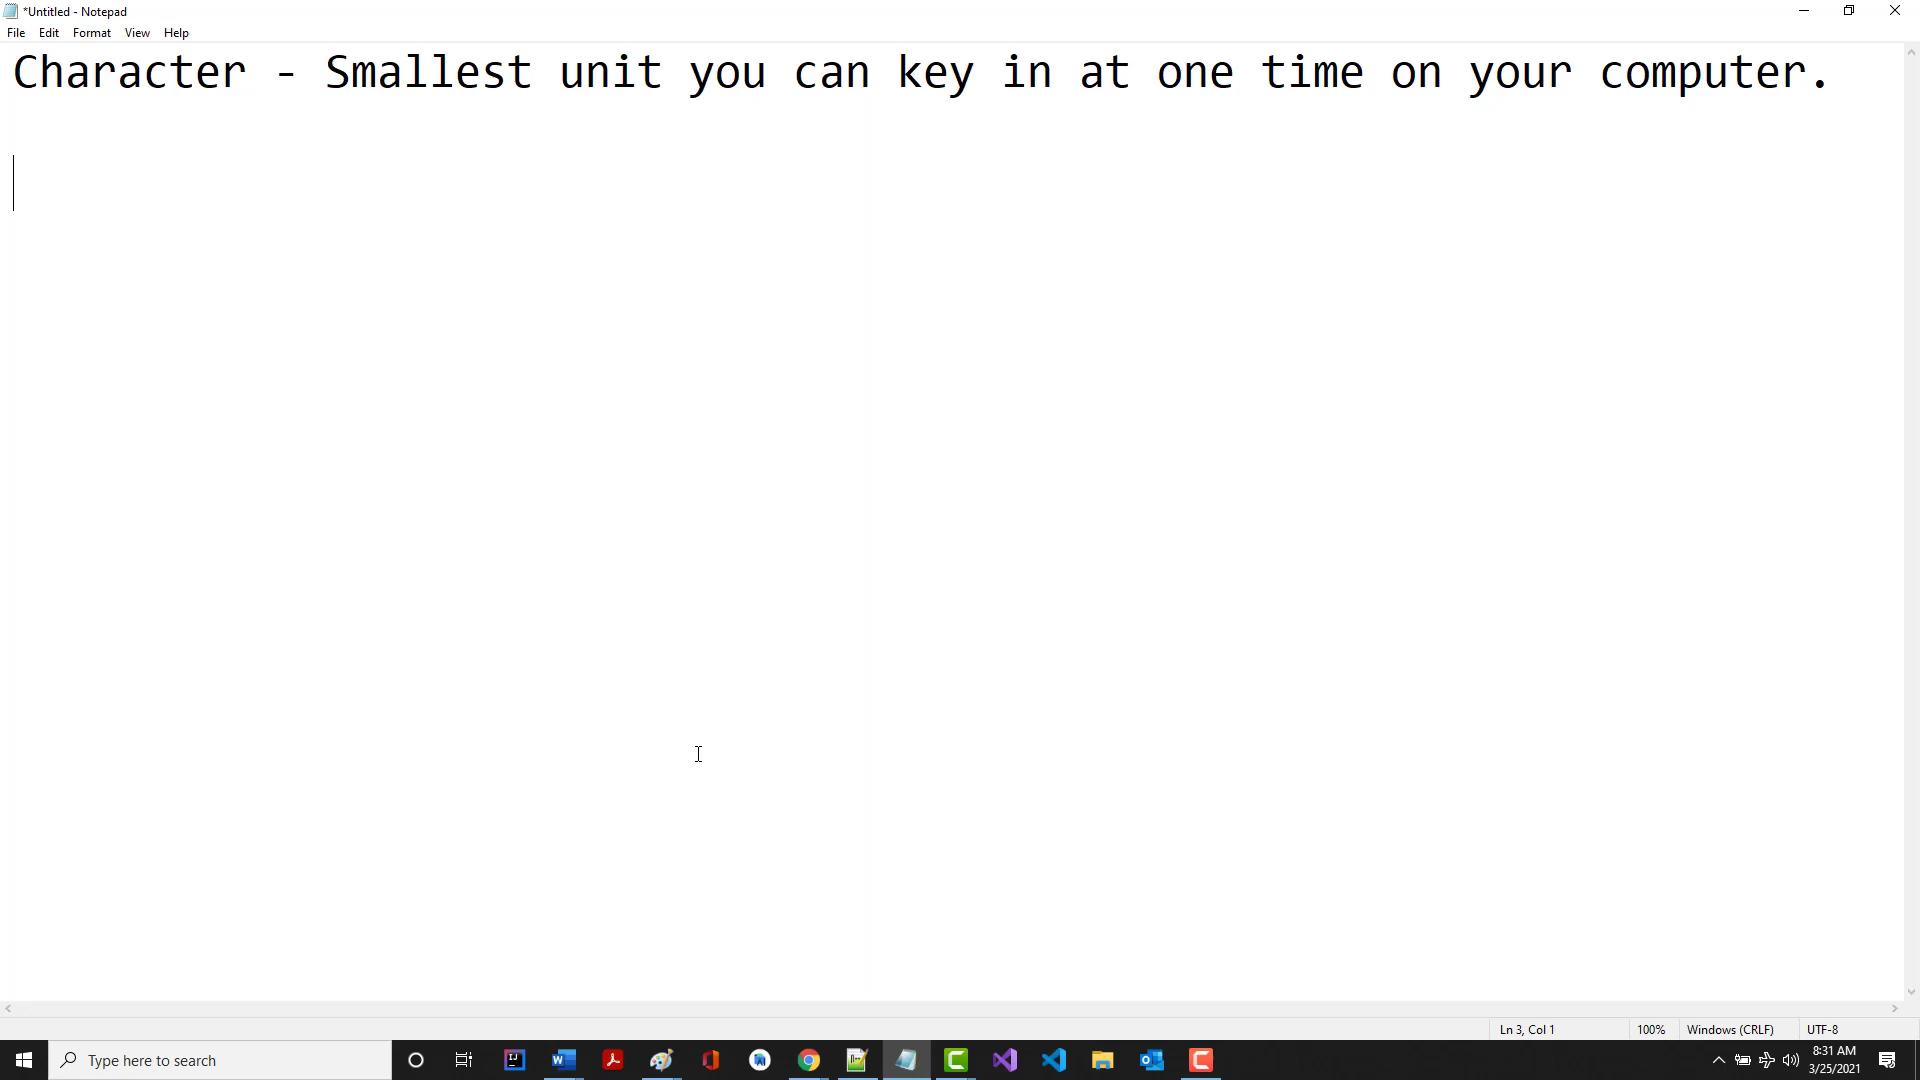 *Untitled - Notepad
File Edit Format View Help
Character - Smallest unit you can key in at one time on your computer.
Ln 3, Col 1 100% Windows (CRLF) UTF-8
Type here to search
8:31 AM
3/25/2021